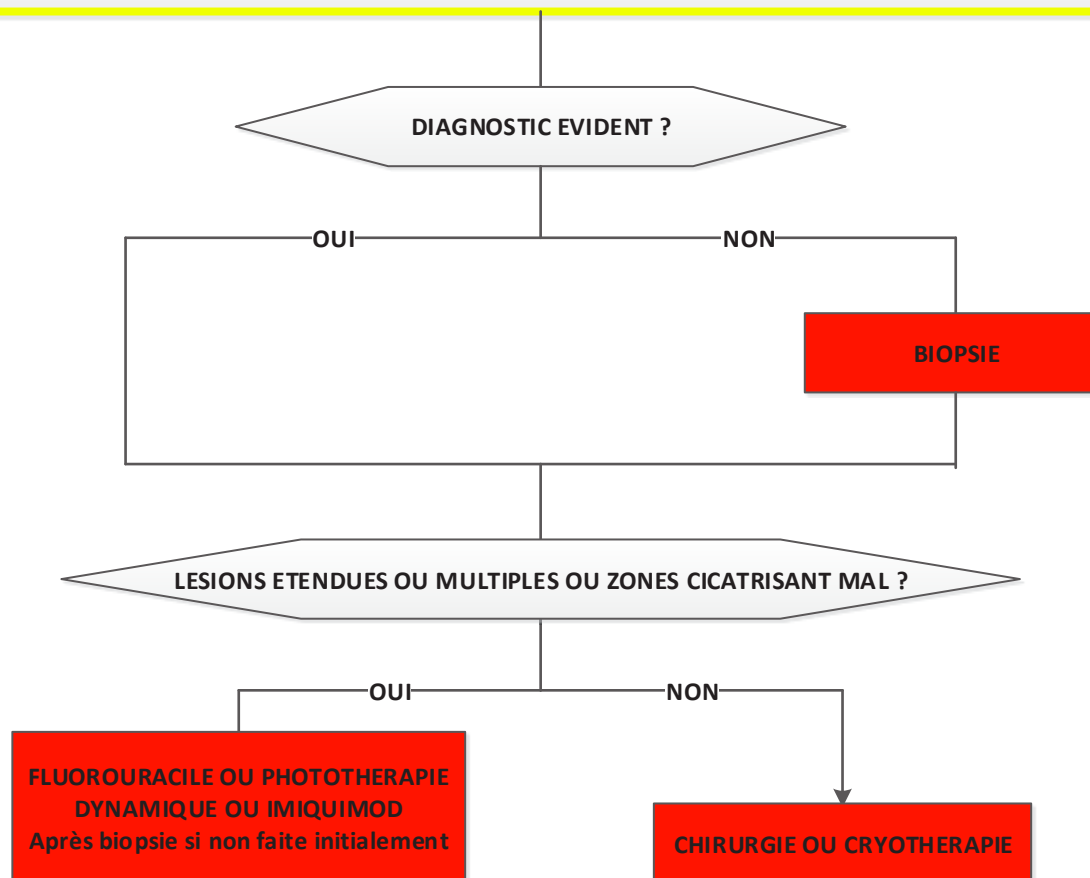 DIAGNOSTIC EVIDENT ?
OUI
NON
BIOPSIE
LESIONS ETENDUES OU MULTIPLES OU ZONES CICATRISANT MAL ?
OUI
NON
FLUOROURACILE OU PHOTOTHERAPIE
DYNAMIQUE OU IMIQUIMOD
Après biopsie si non faite initialement
CHIRURGIE OU CRYOTHERAPIE